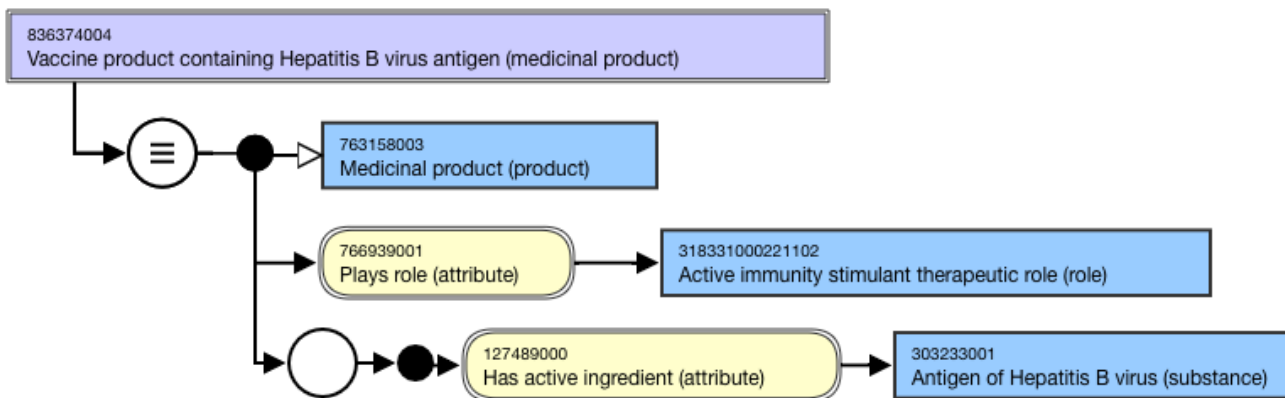 836374004
Vaccine product containing Hepatitis B virus antigen (medicinal product)
763158003
Medicinal product (product)
766939001
Plays role (attribute)
318331000221102
Active immunity stimulant therapeutic role (role)
127489000
Has active ingredient (attribute)
303233001
Antigen of Hepatitis B virus (substance)